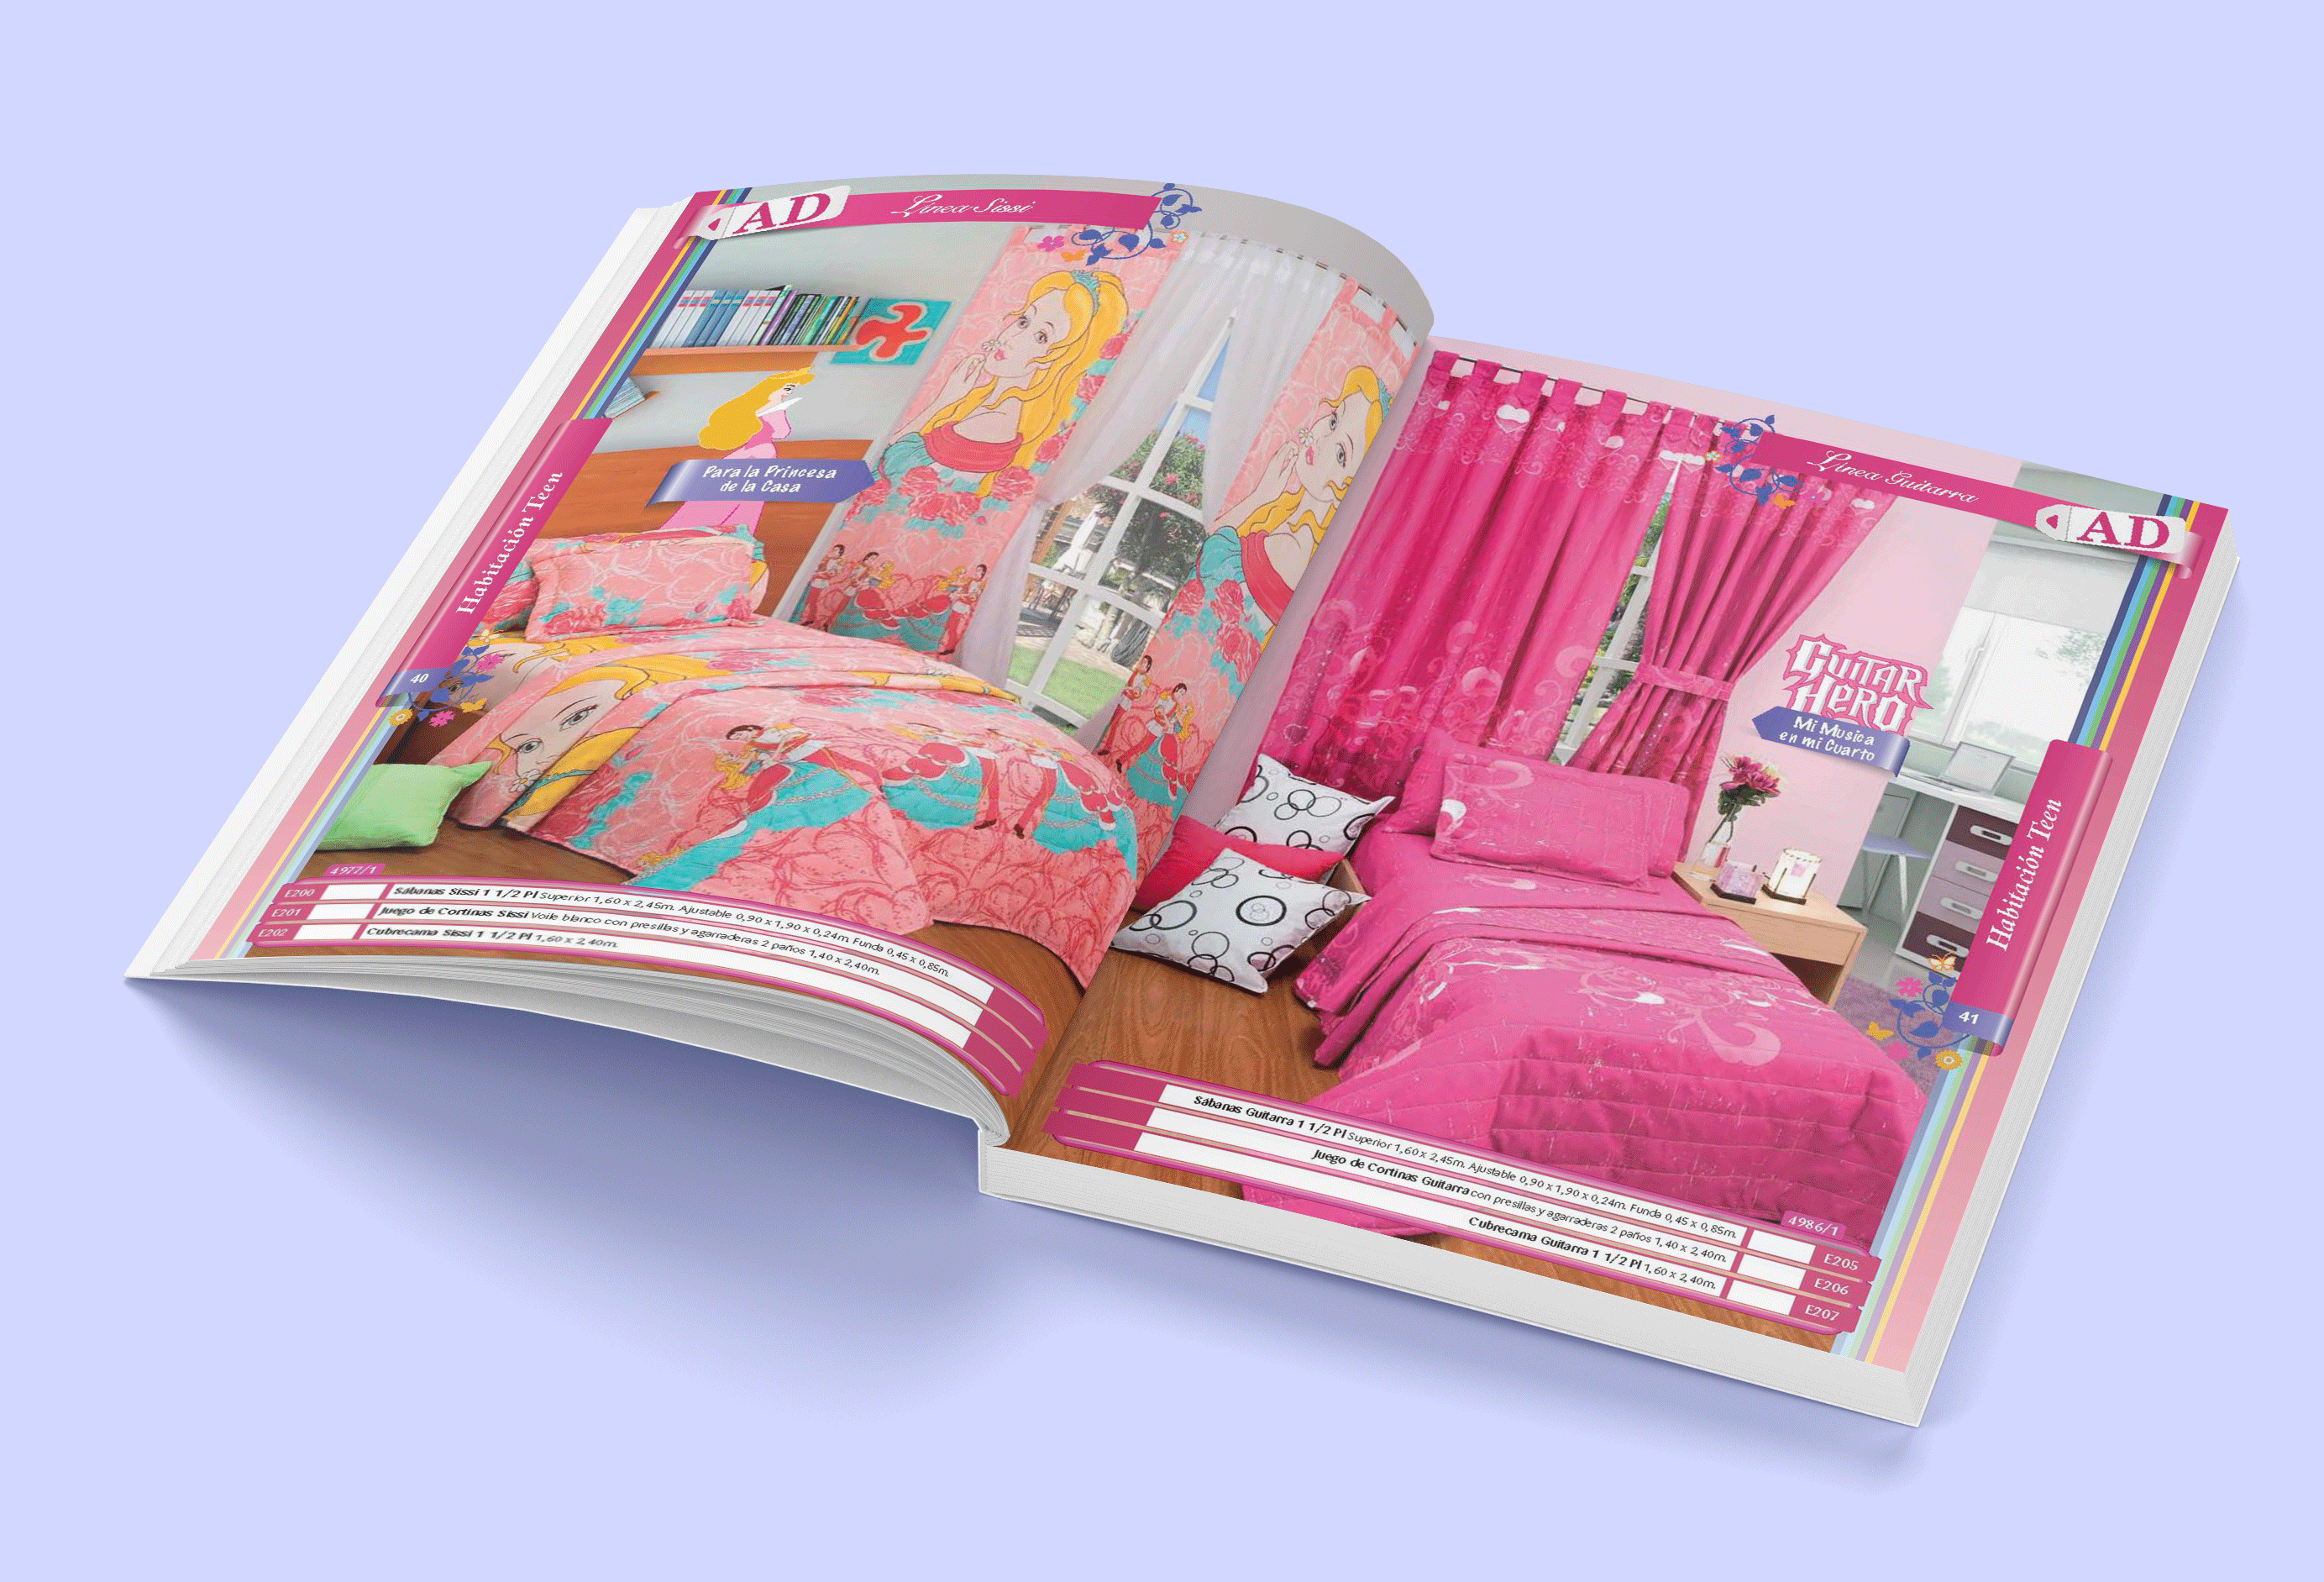 AD
Línea Sissi
Para la Princesa
de la Casa
Habitación Teen
40
4977/1
E200 Sábanas Sissi 1 1/2 Pl Superior 1,60 x 2,45m. Ajustable 0,90 x 1,90 x 0,24m. Funda 0,45 x 0,85m.
E201 Juego de Cortinas Sissi Voile blanco con presillas y agarraderas 2 paños 1,40 x 2,40m.
E202 Cubrecama Sissi 1 1/2 Pl 1,60 x 2,40m.
Línea Guitarra
AD
GUITAR
HERO
Mi Musica
en mi Cuarto
Habitación Teen
41
4986/1
Sábanas Guitarra 1 1/2 Pl Superior 1,60 x 2,45m. Ajustable 0,90 x 1,90 x 0,24m. Funda 0,45 x 0,85m. E205
Juego de Cortinas Guitarra con presillas y agarraderas 2 paños 1,40 x 2,40m. E206
Cubrecama Guitarra 1 1/2 Pl 1,60 x 2,40m. E207